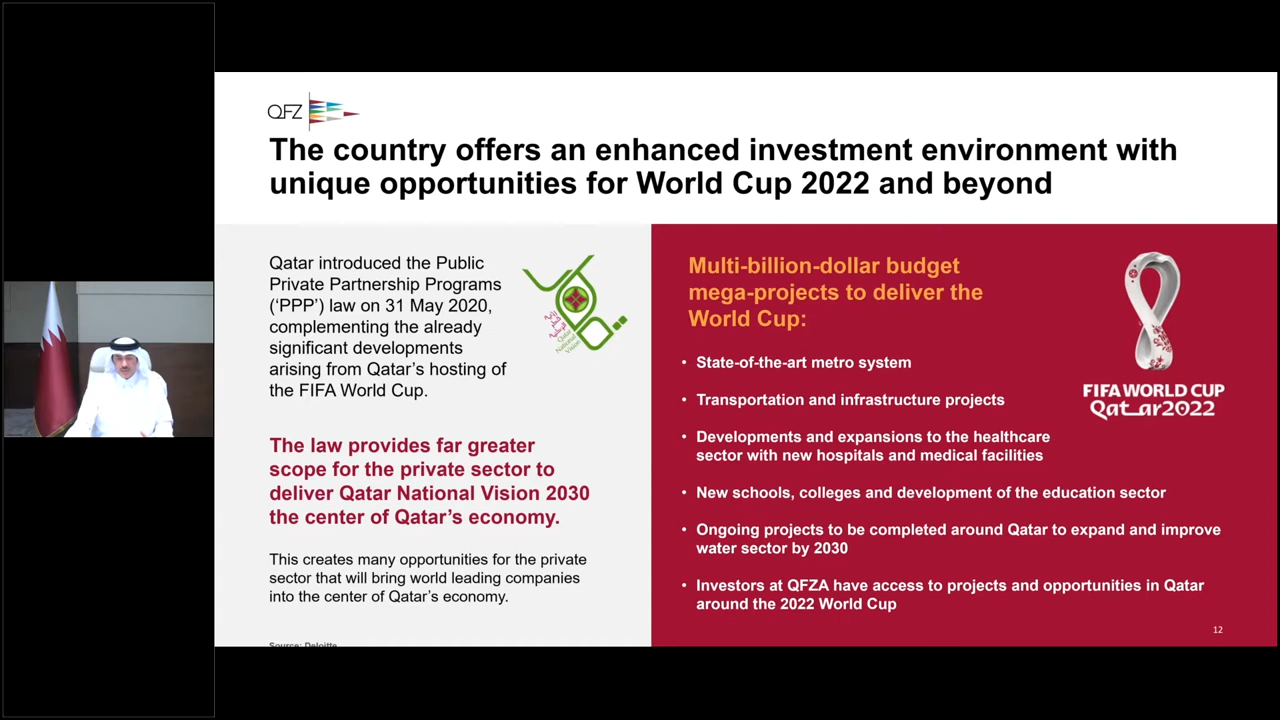 QFZ
The country offers an enhanced investment environment with
unique opportunities for World Cup 2022 and beyond
Qatar introduced the Public
Private Partnership Programs
(‘PPP’) law on 31 May 2020,
complementing the already
significant developments
arising from Qatar’s hosting of
the FIFA World Cup.
Qatar
National
Vision
The law provides far greater
scope for the private sector to
deliver Qatar National Vision 2030
the center of Qatar’s economy.
This creates many opportunities for the private
sector that will bring world leading companies
into the center of Qatar’s economy.
Source: Deloitte
Multi-billion-dollar budget
mega-projects to deliver the
World Cup:
FIFA WORLD CUP
Qatar2022
• State-of-the-art metro system
• Transportation and infrastructure projects
• Developments and expansions to the healthcare
sector with new hospitals and medical facilities
• New schools, colleges and development of the education sector
• Ongoing projects to be completed around Qatar to expand and improve
water sector by 2030
• Investors at QFZA have access to projects and opportunities in Qatar
around the 2022 World Cup
12